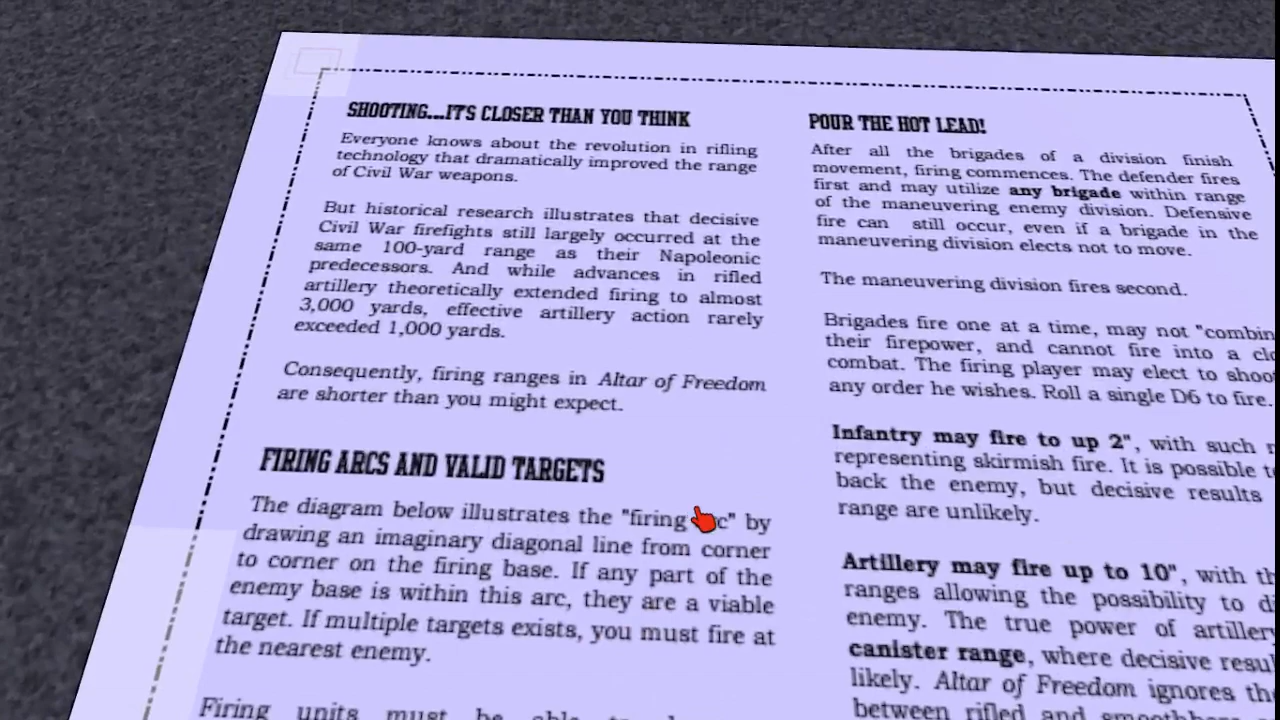 SHOOTING...IT'S CLOSER THAN YOU THINK
Everyone knows about the revolution in rifling
technology that dramatically improved the range
of Civil War weapons.
But historical research illustrates that decisive
Civil War firefights still largely occurred at the
same 100-yard range as their Napoleonic
predecessors. And while advances in rifled
artillery theoretically extended firing to almost
3,000 yards, effective artillery action rarely
exceeded 1,000 yards.
Consequently, firing ranges in Altar of Freedom
are shorter than you might expect.
FIRING ARCS AND VALID TARGETS
The diagram below illustrates the "firing by
drawing an imaginary diagonal line from corner
to corner on the firing base. If any part of the
enemy base is within this arc, they are a viable
target. If multiple targets exists, you must fire at
the nearest enemy.
Firing units must be able to
POUR THE HOT LEAD!
After all the brigades of a division finish
movement, firing commences. The defender fires
first and may utilize any brigade within range
of the maneuvering enemy division. Defensive
fire can still occur, even if a brigade in the
maneuvering division elects not to move.
The maneuvering division fires second.
Brigades fire one at a time, may not "combin
their firepower, and cannot fire into a clo
combat. The firing player may elect to shoo
any order he wishes. Roll a single D6 to fire.
Infantry may fire to up 2", with such
representing skirmish fire. It is possible
back the enemy, but decisive results
range are unlikely.
Artillery may fire up to 10", with th
ranges allowing the possibility to
enemy. The true power of artillery
canister range, where decisive resul
likely. Altar of Freedom ignores
between rifled and